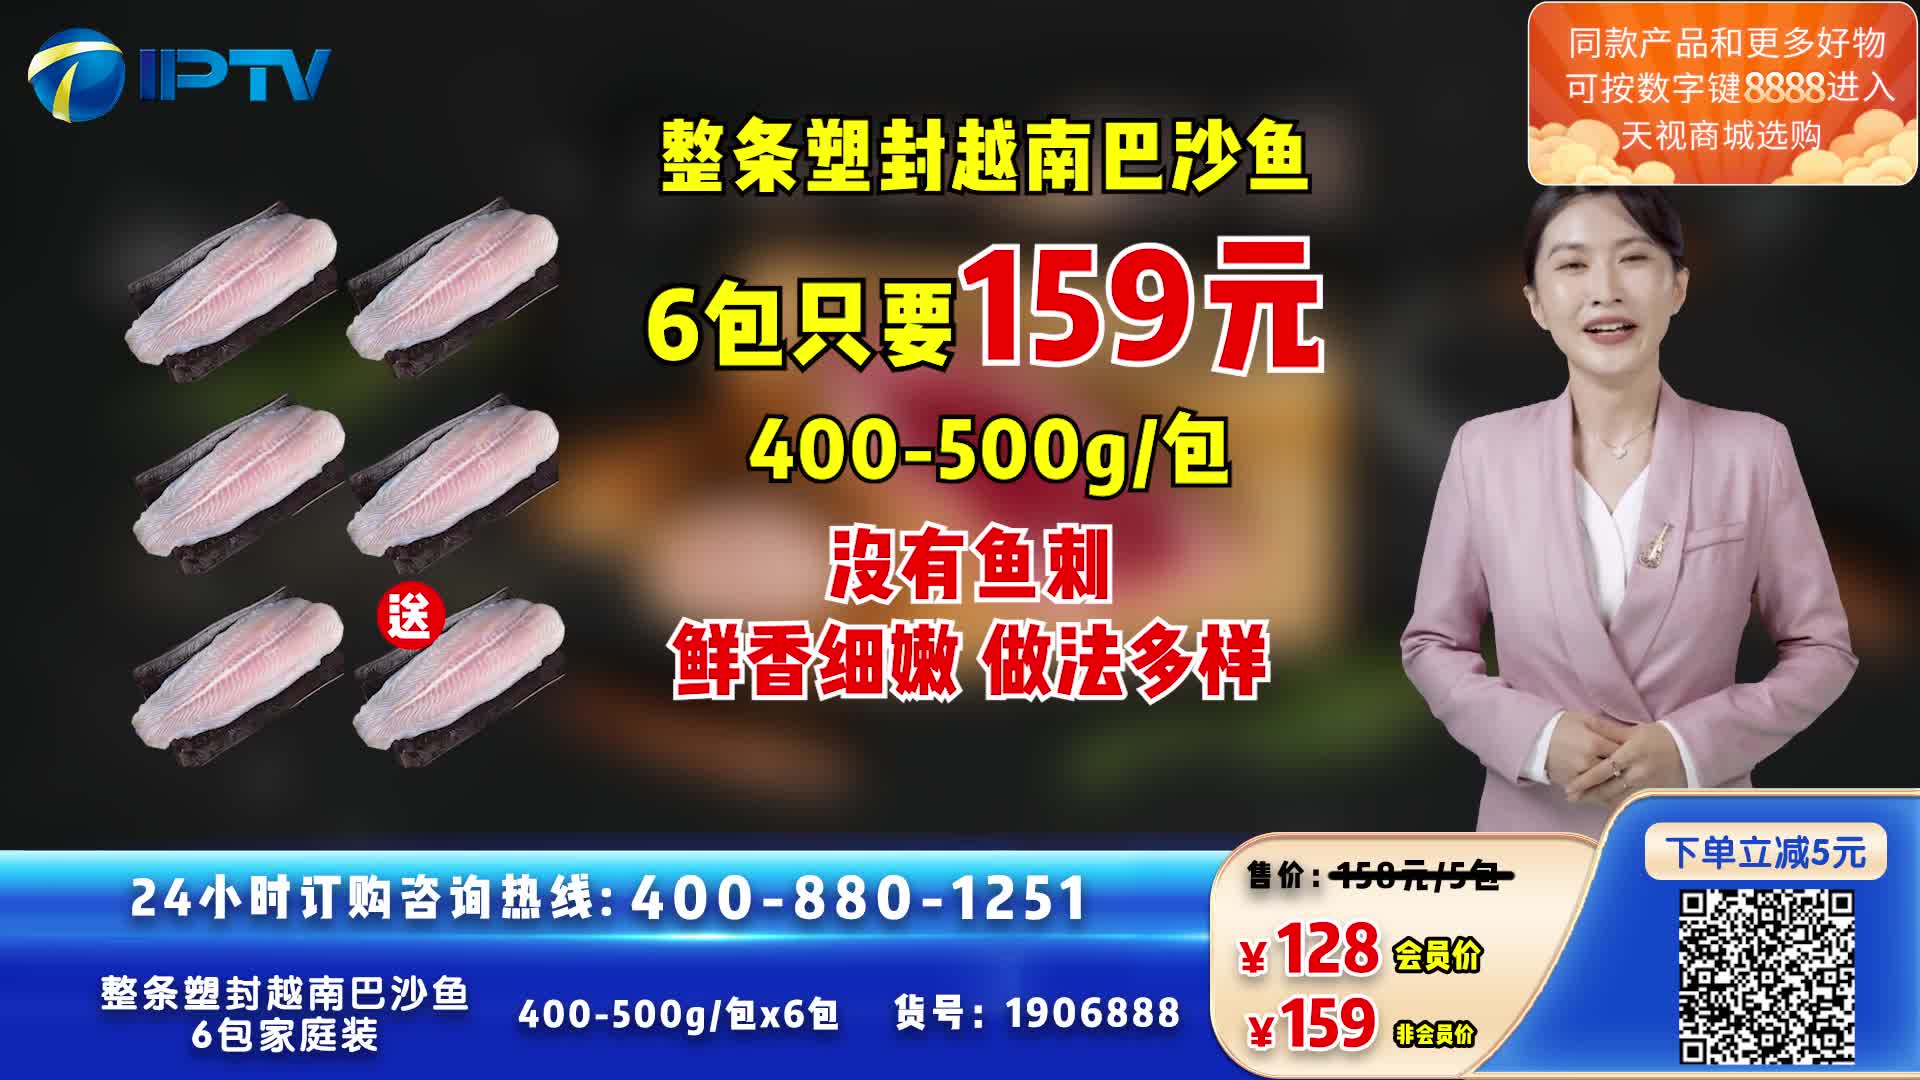 IPTV
同款产品和更多好物
可按数字键8888进入
天视商城选购
整条塑封越南巴沙鱼
6包只要159元
400-500g/包
没有鱼刺
鲜香细嫩 做法多样
送
24小时订购咨询热线:400-880-1251
整条塑封越南巴沙鱼
6包家庭装
400-500g/包x6包
货号：1906888
售价：158元/5包
¥128 会员价
¥159 非会员价
下单立减5元